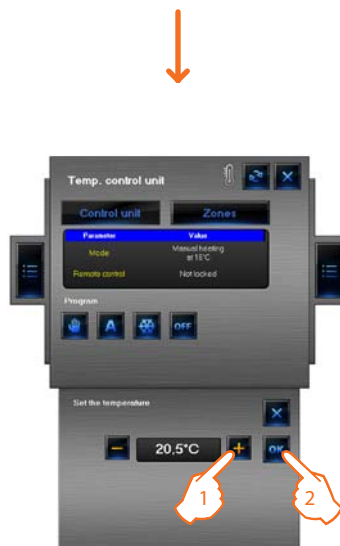 Temp. control unit
Control unit Zones
Parameter Value
Mode Manual heating
at 15°C
Remote control Not locked
Program
A OFF
Set the temperature
− 20,5°C + OK
1 2